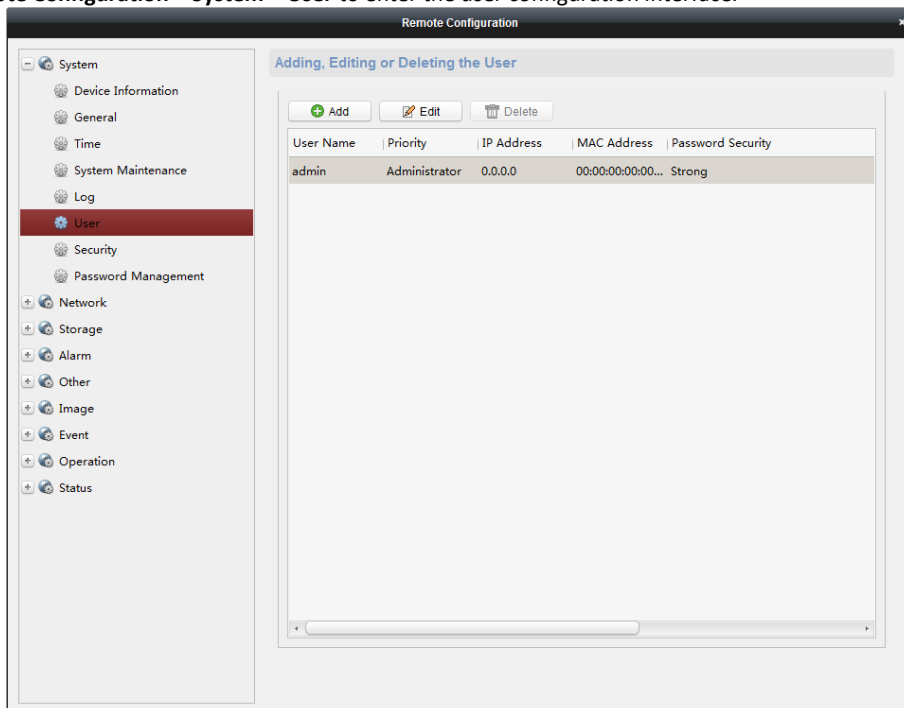 Remote Configuration
×
System
Device Information
General
Time
System Maintenance
Log
User
Security
Password Management
Network
Storage
Alarm
Other
Image
Event
Operation
Status
Adding, Editing or Deleting the User
Add Edit Delete
User Name Priority IP Address MAC Address Password Security
admin Administrator 0.0.0.0 00:00:00:00:00... Strong